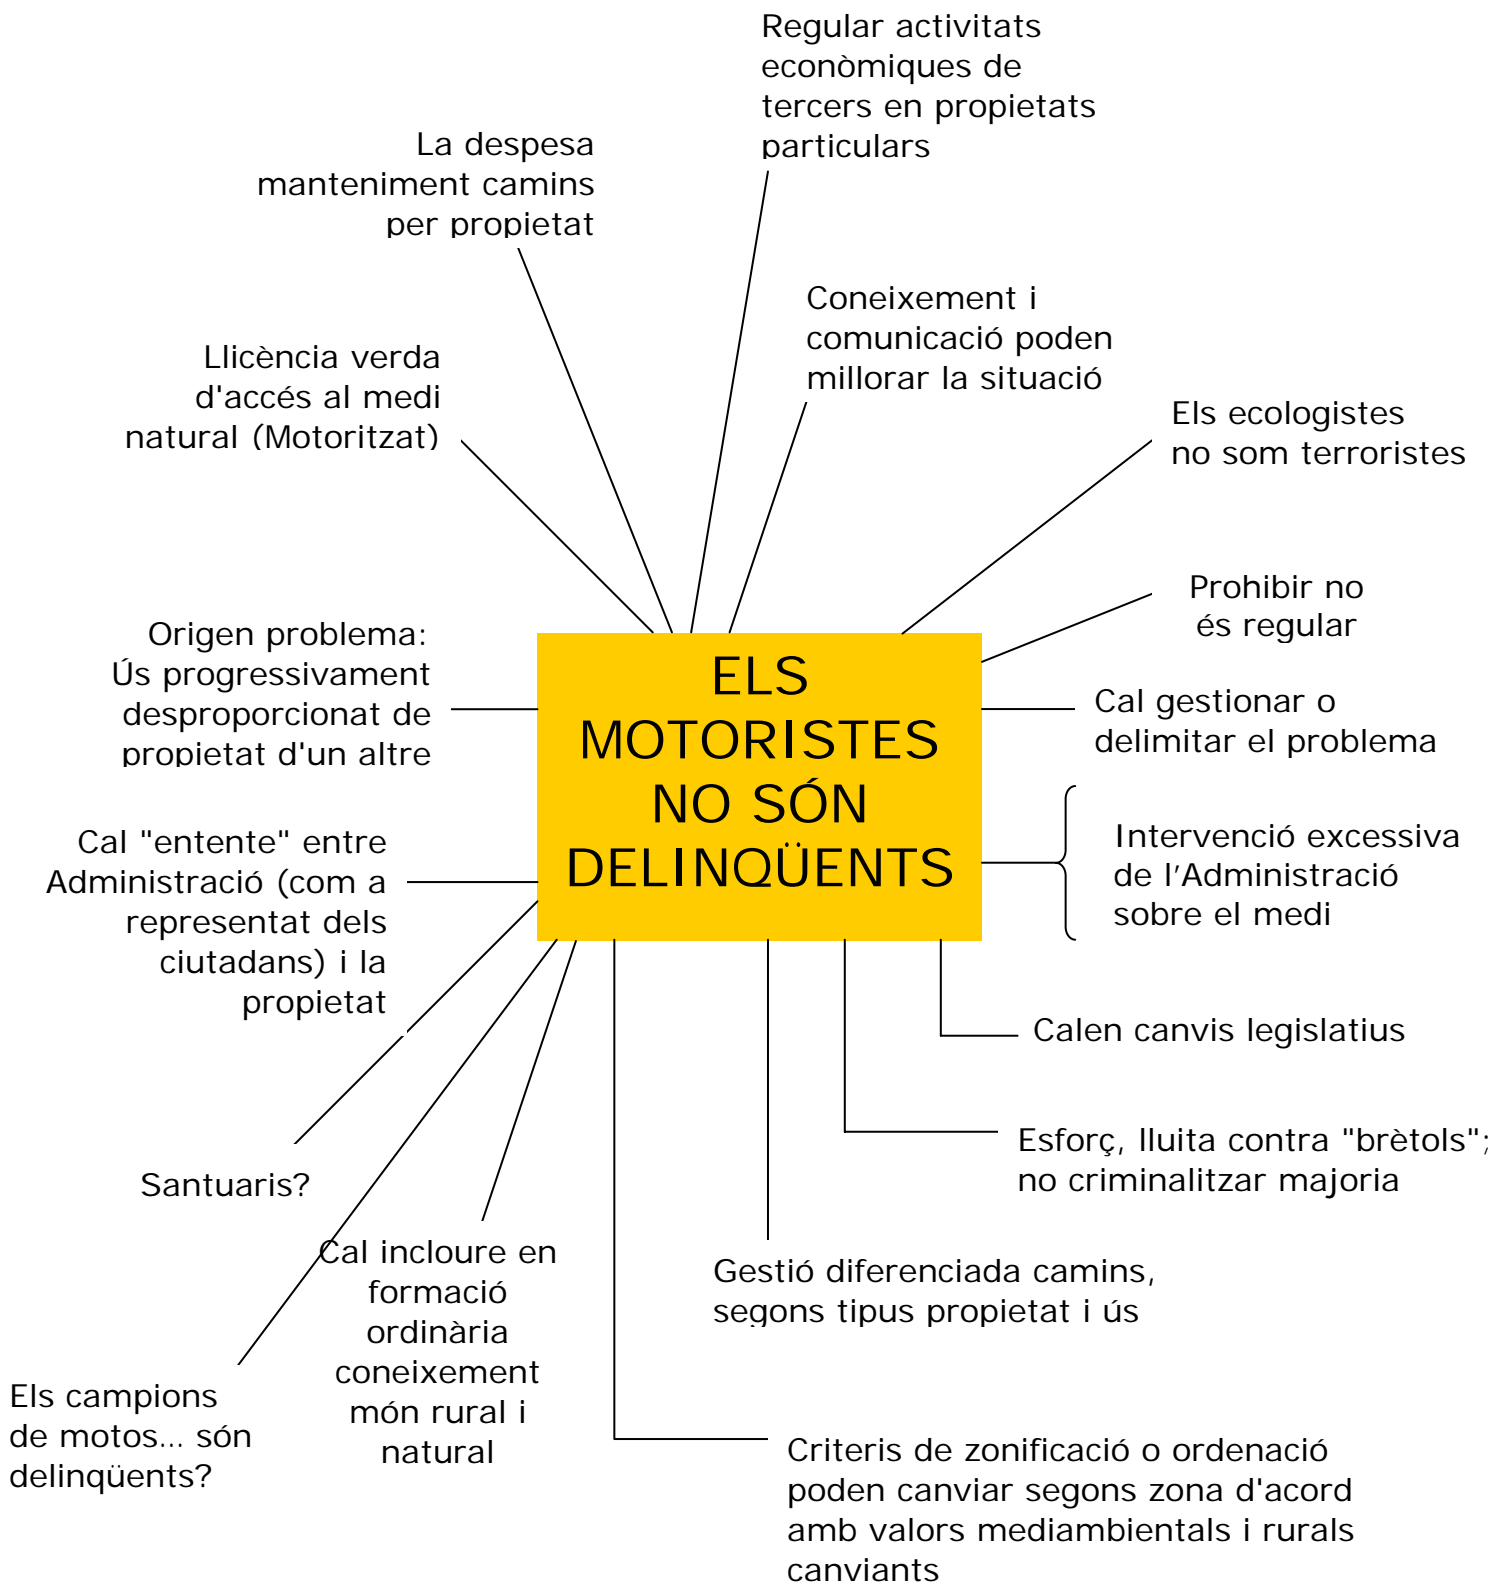 Regular activitats
econòmiques de
tercers en propietats
particulars
La despesa
manteniment camins
per propietat
Coneixement i
comunicació poden
millorar la situació
Llicència verda
d'accés al medi
natural (Motoritzat)
Els ecologistes
no som terroristes
Prohibir no
és regular
Origen problema:
Ús progressivament
desproporcionat de
propietat d'un altre
ELS
MOTORISTES
NO SÓN
DELINQÜENTS
Cal gestionar o
delimitar el problema
Cal "entente" entre
Administració (com a
representat dels
ciutadans) i la
propietat
Intervenció excessiva
de l’Administració
sobre el medi
Calen canvis legislatius
Esforç, lluita contra "brètols";
no criminalitzar majoria
Santuaris?
Cal incloure en
formació
ordinària
coneixement
món rural i
natural
Gestió diferenciada camins,
segons tipus propietat i ús
Els campions
de motos... són
delinqüents?
Criteris de zonificació o ordenació
poden canviar segons zona d'acord
amb valors mediambientals i rurals
canviants